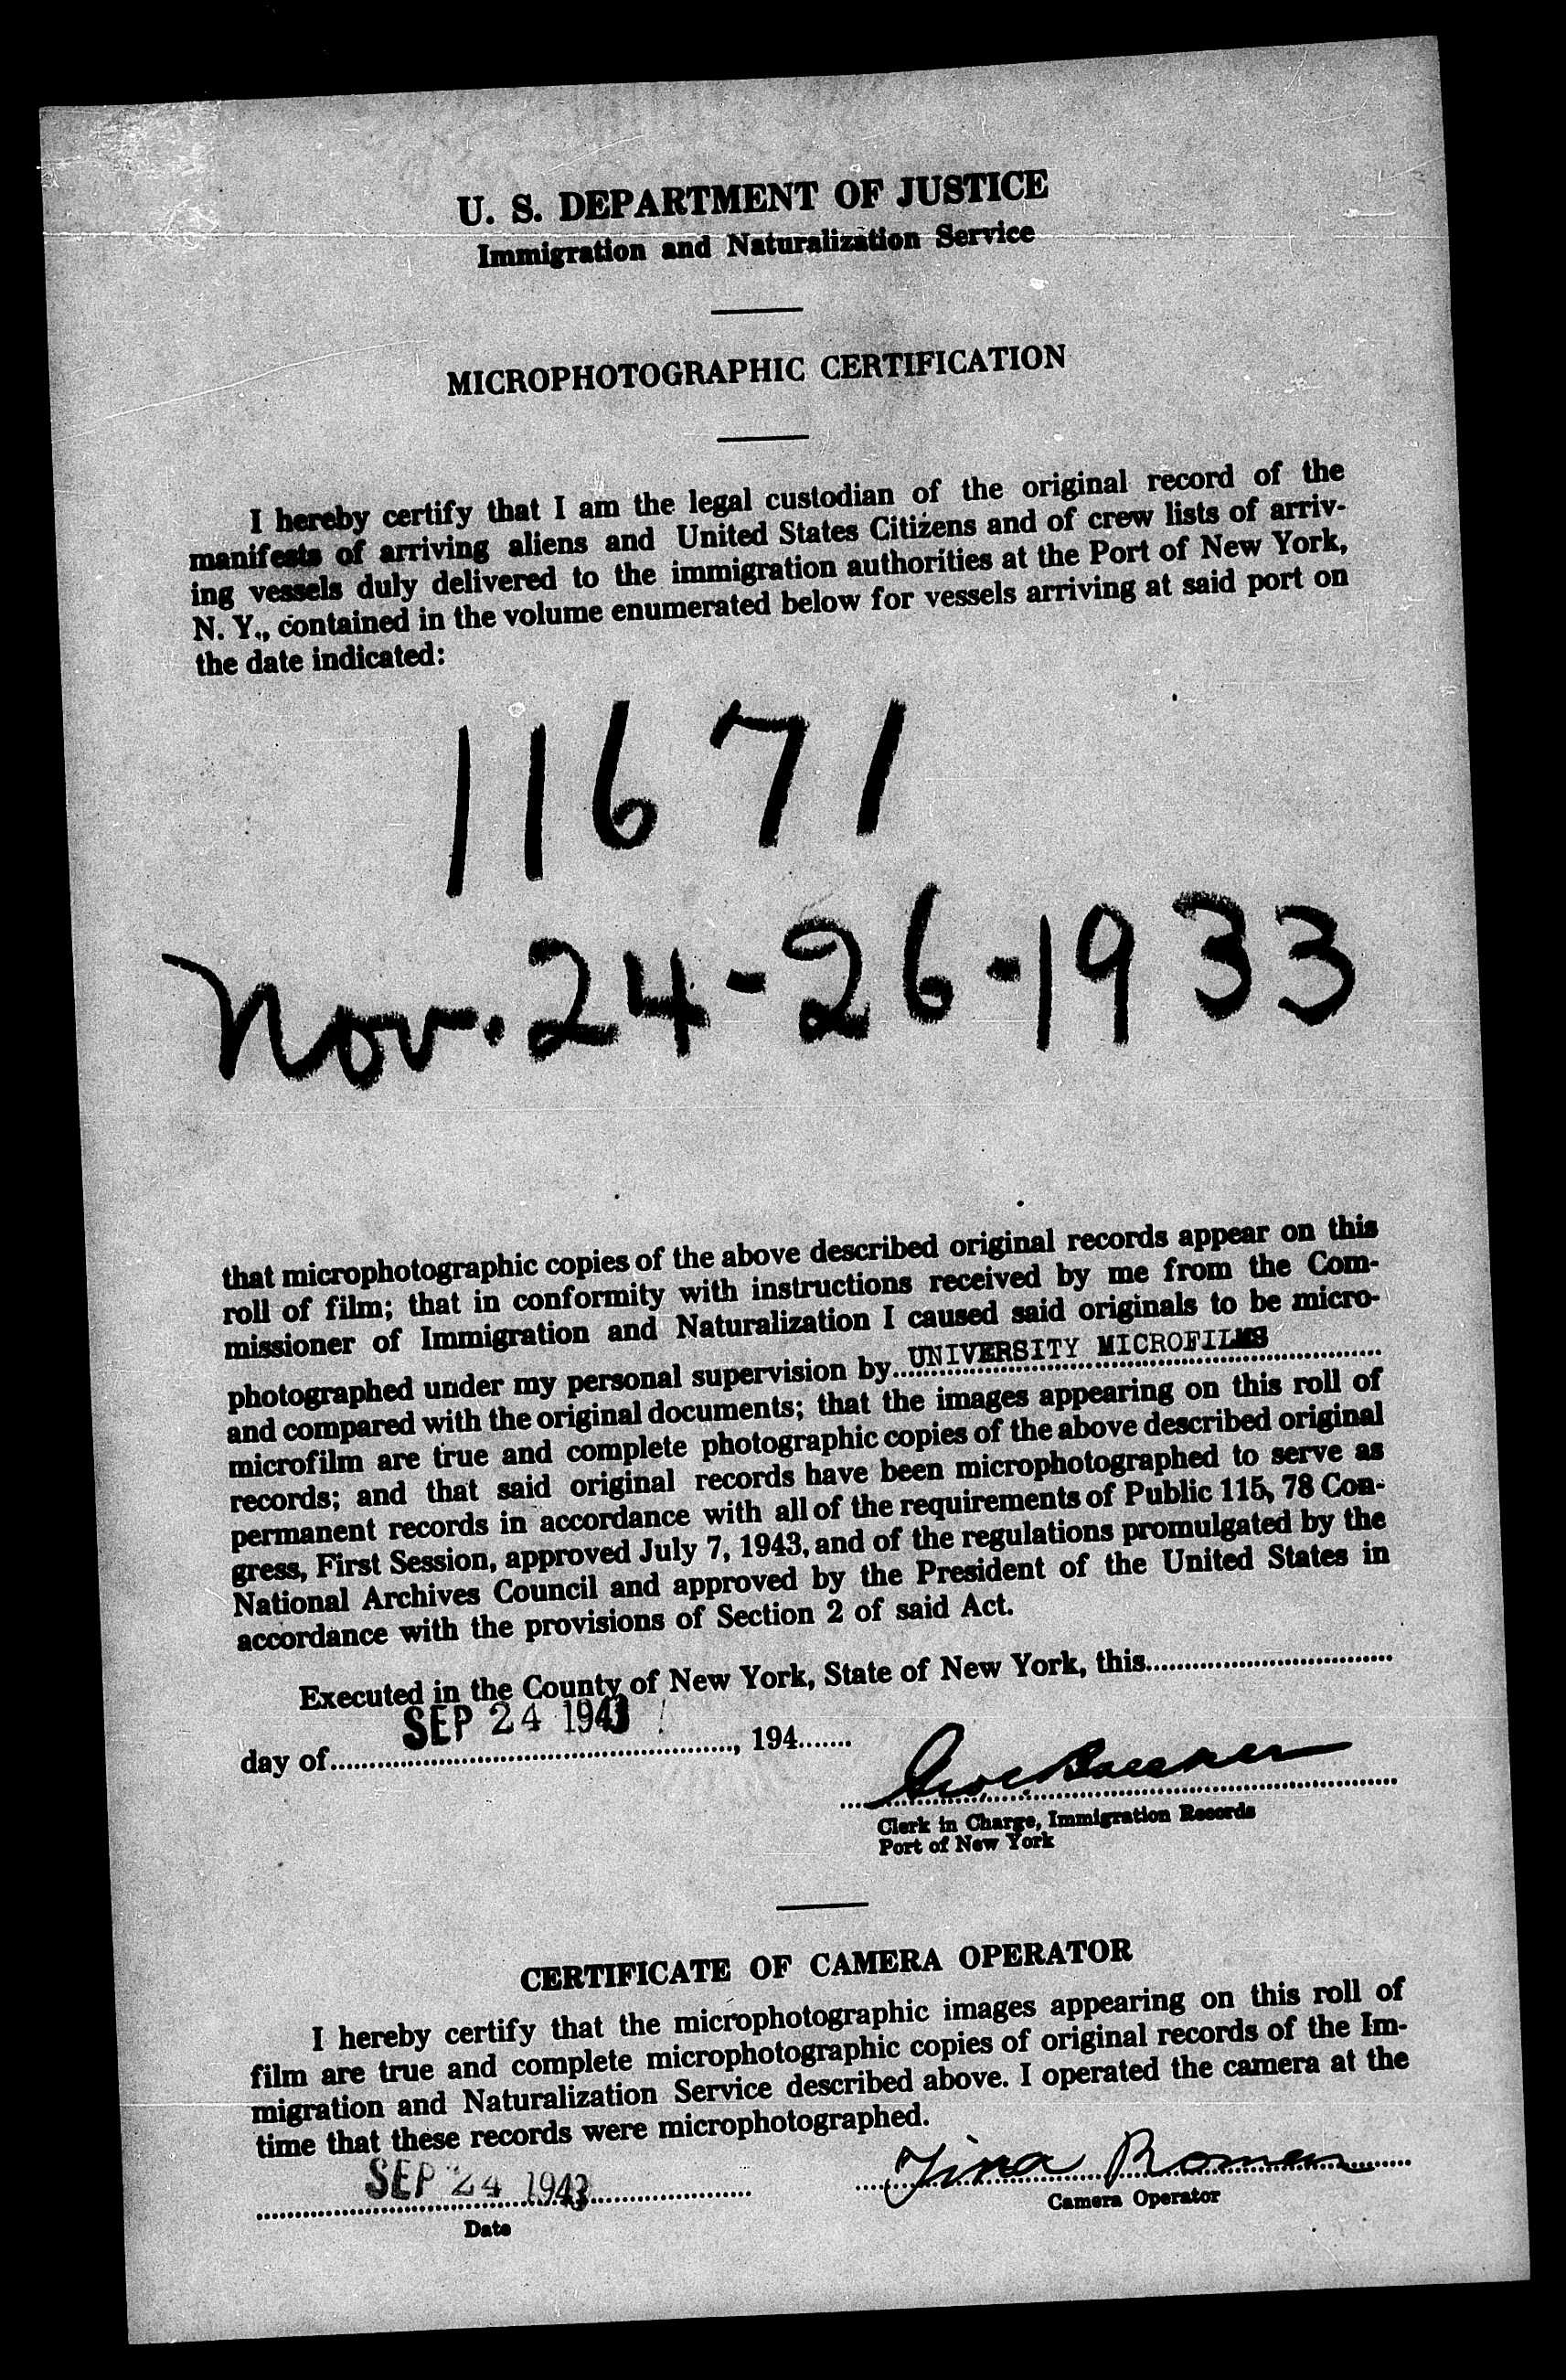 U. S. DEPARTMENT OF JUSTICE
Immigration and Naturalization Service
MICROPHOTOGRAPHIC CERTIFICATION
I hereby certify that I am the legal custodian of the original record of the
manifests of arriving aliens and United States Citizens and of crew lists of arriv-
ing vessels duly delivered to the immigration authorities at the Port of New York,
N. Y., contained in the volume enumerated below for vessels arriving at said port on
the date indicated:
11671
Nov. 24-26-1933
that microphotographic copies of the above described original records appear on this
roll of film; that in conformity with instructions received by me from the Com-
missioner of Immigration and Naturalization I caused said originals to be micro-
photographed under my personal supervision by UNIVERSITY MICROFILMS
and compared with the original documents; that the images appearing on this roll of
microfilm are true and complete photographic copies of the above described original
records; and that said original records have been microphotographed to serve as
permanent records in accordance with all of the requirements of Public 115, 78 Con-
gress, First Session, approved July 7, 1943, and of the regulations promulgated by the
National Archives Council and approved by the President of the United States in
accordance with the provisions of Section 2 of said Act.
Executed in the County of New York, State of New York, this
SEP 24 1943
day of , 194
Clerk in Charge, Immigration Records
Port of New York
CERTIFICATE OF CAMERA OPERATOR
I hereby certify that the microphotographic images appearing on this roll of
film are true and complete microphotographic copies of original records of the Im-
migration and Naturalization Service described above. I operated the camera at the
time that these records were microphotographed.
SEP 24 1943 Tina Roman
Camera Operator
Date